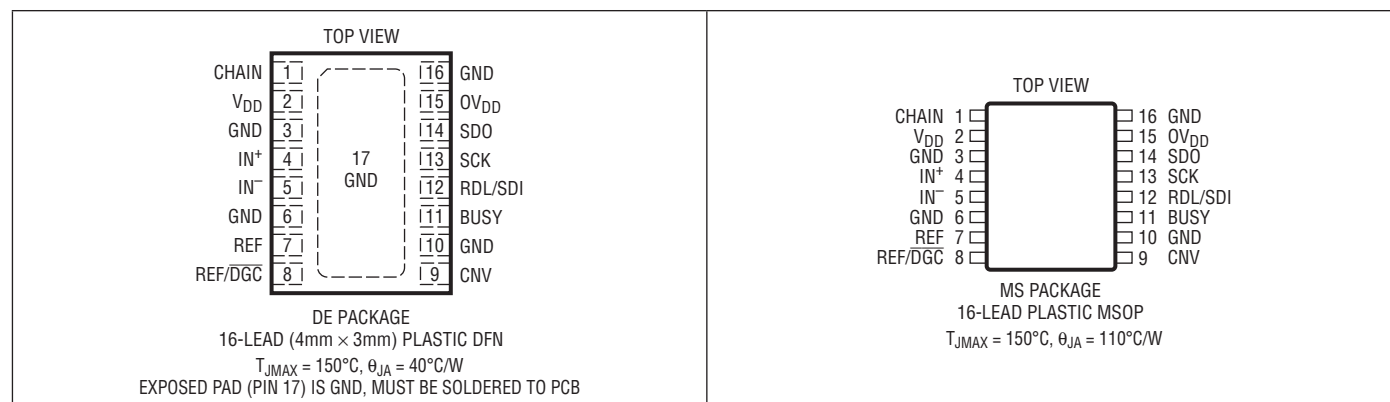 TOP VIEW
CHAIN 1 16 GND
VDD 2 15 OVDD
GND 3 14 SDO
IN+ 4 17 13 SCK
GND
IN– 5 12 RDL/SDI
GND 6 11 BUSY
REF 7 10 GND
REF/DGC 8 9 CNV
DE PACKAGE
16-LEAD (4mm × 3mm) PLASTIC DFN
TJMAX = 150°C, θJA = 40°C/W
EXPOSED PAD (PIN 17) IS GND, MUST BE SOLDERED TO PCB
TOP VIEW
CHAIN 1 16 GND
VDD 2 15 OVDD
GND 3 14 SDO
IN+ 4 13 SCK
IN– 5 12 RDL/SDI
GND 6 11 BUSY
REF 7 10 GND
REF/DGC 8 9 CNV
MS PACKAGE
16-LEAD PLASTIC MSOP
TJMAX = 150°C, θJA = 110°C/W